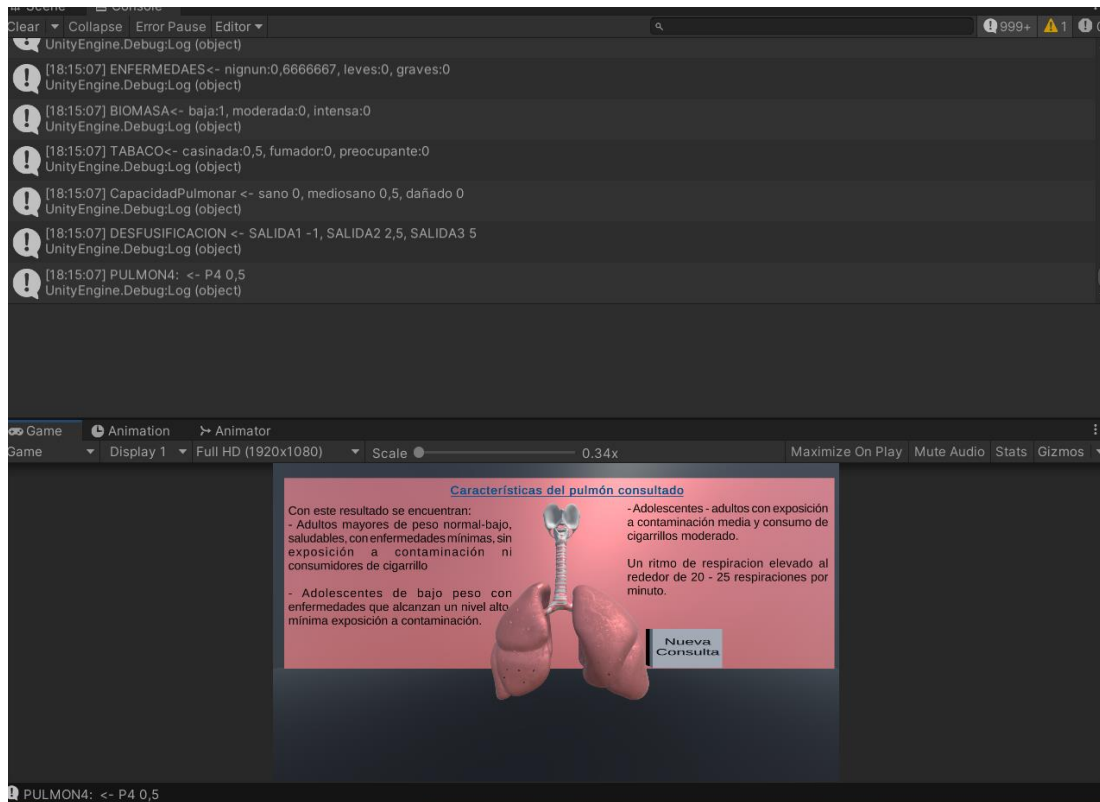 Console
Clear Collapse Error Pause Editor 999+ 1
UnityEngine.Debug:Log (object)
[18:15:07] ENFERMEDAES<- nignun:0,6666667, leves:0, graves:0
UnityEngine.Debug:Log (object)
[18:15:07] BIOMASA<- baja:1, moderada:0, intensa:0
UnityEngine.Debug:Log (object)
[18:15:07] TABACO<- casinada:0,5, fumador:0, preocupante:0
UnityEngine.Debug:Log (object)
[18:15:07] CapacidadPulmonar <- sano 0, mediosano 0,5, dañado 0
UnityEngine.Debug:Log (object)
[18:15:07] DESFUSIFICACION <- SALIDA1 -1, SALIDA2 2,5, SALIDA3 5
UnityEngine.Debug:Log (object)
[18:15:07] PULMON4: <- P4 0,5
UnityEngine.Debug:Log (object)
Game Animation Animator
Game Display 1 Full HD (1920x1080) Scale 0.34x Maximize On Play Mute Audio Stats Gizmos
Características del pulmón consultado
Con este resultado se encuentran:
- Adultos mayores de peso normal-bajo,
saludables, con enfermedades mínimas, sin
exposición a contaminación ni
consumidores de cigarrillo
- Adolescentes de bajo peso con
enfermedades que alcanzan un nivel alto,
mínima exposición a contaminación.
- Adolescentes - adultos con exposición
a contaminación media y consumo de
cigarrillos moderado.
Un ritmo de respiracion elevado al
rededor de 20 - 25 respiraciones por
minuto.
Nueva
Consulta
PULMON4: <- P4 0,5